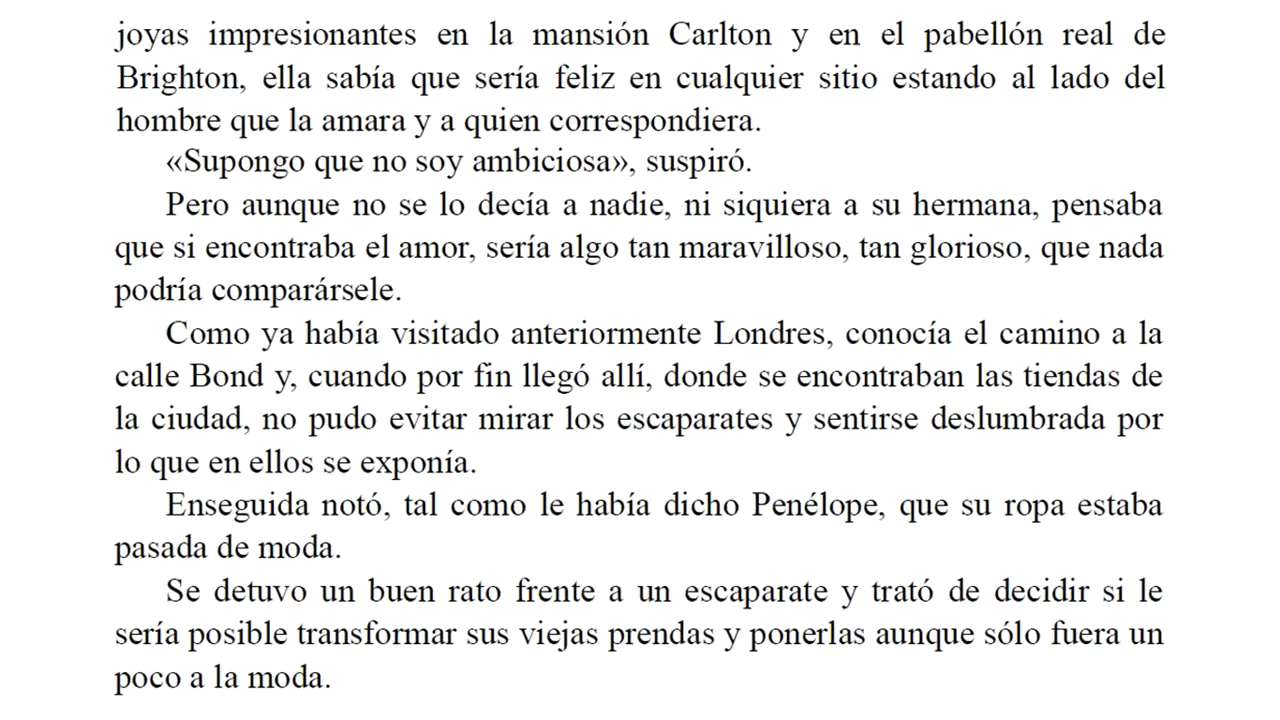 joyas impresionantes en la mansión Carlton y en el pabellón real de
Brighton, ella sabía que sería feliz en cualquier sitio estando al lado del
hombre que la amara y a quien correspondiera.
«Supongo que no soy ambiciosa», suspiró.
Pero aunque no se lo decía a nadie, ni siquiera a su hermana, pensaba
que si encontraba el amor, sería algo tan maravilloso, tan glorioso, que nada
podría comparársele.
Como ya había visitado anteriormente Londres, conocía el camino a la
calle Bond y, cuando por fin llegó allí, donde se encontraban las tiendas de
la ciudad, no pudo evitar mirar los escaparates y sentirse deslumbrada por
lo que en ellos se exponía.
Enseguida notó, tal como le había dicho Penélope, que su ropa estaba
pasada de moda.
Se detuvo un buen rato frente a un escaparate y trató de decidir si le
sería posible transformar sus viejas prendas y ponerlas aunque sólo fuera un
poco a la moda.